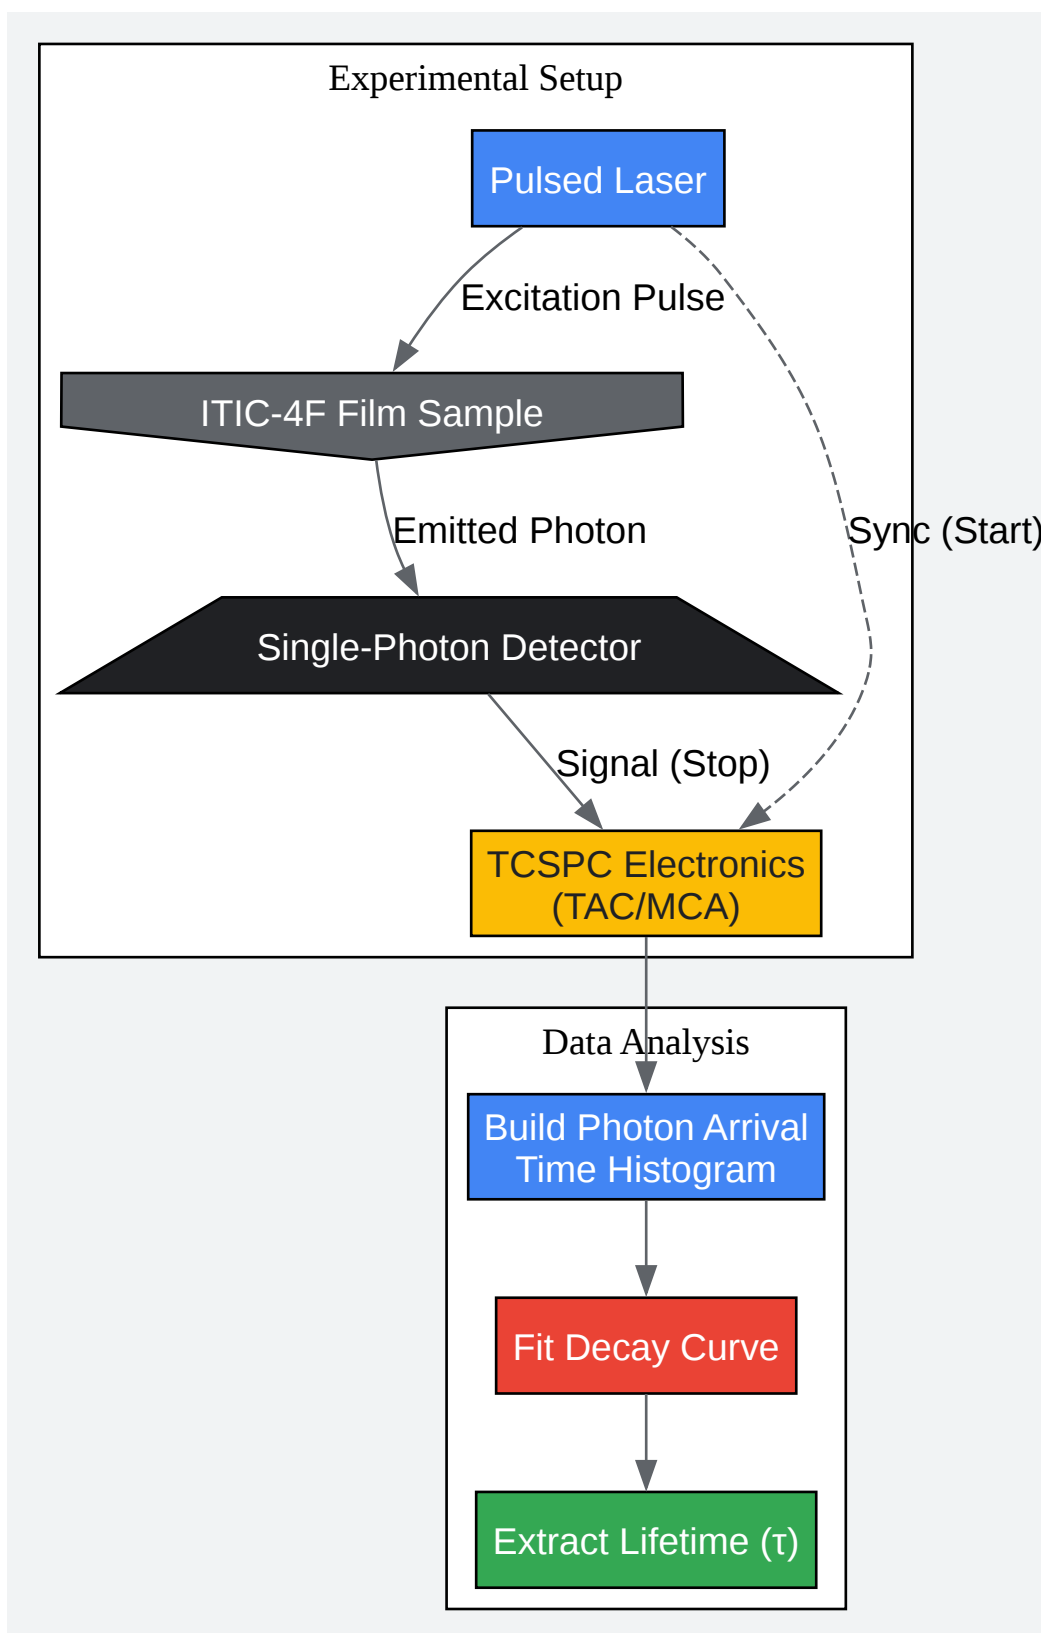 Experimental Setup
Pulsed Laser
Excitation Pulse
ITIC-4F Film Sample
Emitted Photon
Sync (Start)
Single-Photon Detector
Signal (Stop)
TCSPC Electronics
(TAC/MCA)
Data Analysis
Build Photon Arrival
Time Histogram
Fit Decay Curve
Extract Lifetime (τ)